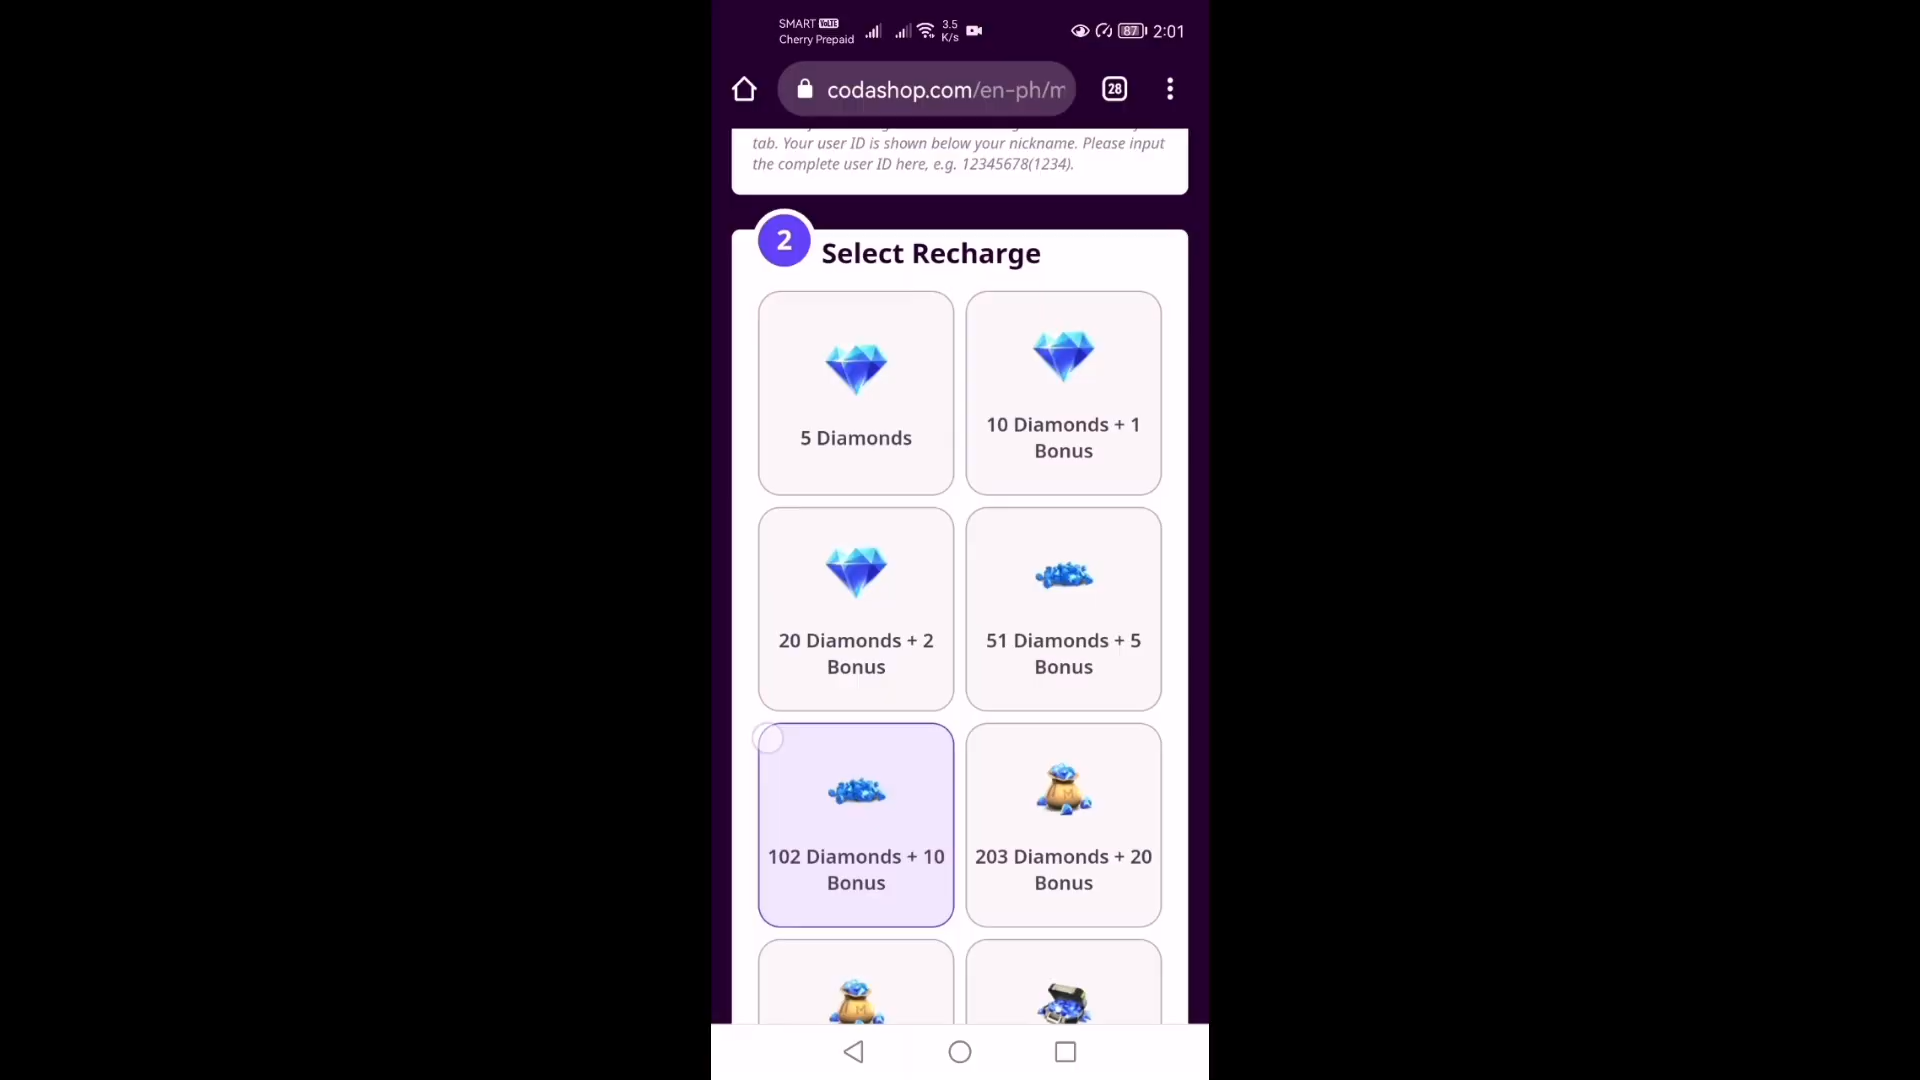 SMART VoLTE
Cherry Prepaid
3.5
K/s
87
2:01
codashop.com/en-ph/m
28
tab. Your user ID is shown below your nickname. Please input
the complete user ID here, e.g. 12345678(1234).
2
Select Recharge
5 Diamonds
10 Diamonds + 1
Bonus
20 Diamonds + 2
Bonus
51 Diamonds + 5
Bonus
102 Diamonds + 10
Bonus
203 Diamonds + 20
Bonus